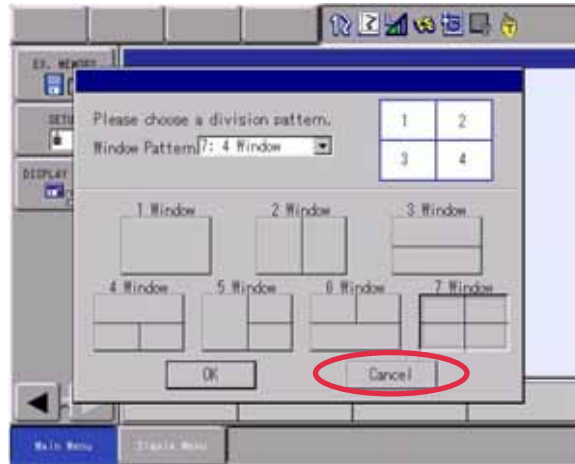 EX. MEMORY
SETU
DISPLAY
Please choose a division pattern.
Window Pattern 7: 4 Window
1 2
3 4
1 Window 2 Window 3 Window
4 Window 5 Window 6 Window 7 Window
OK Cancel
Main Menu Simple Menu